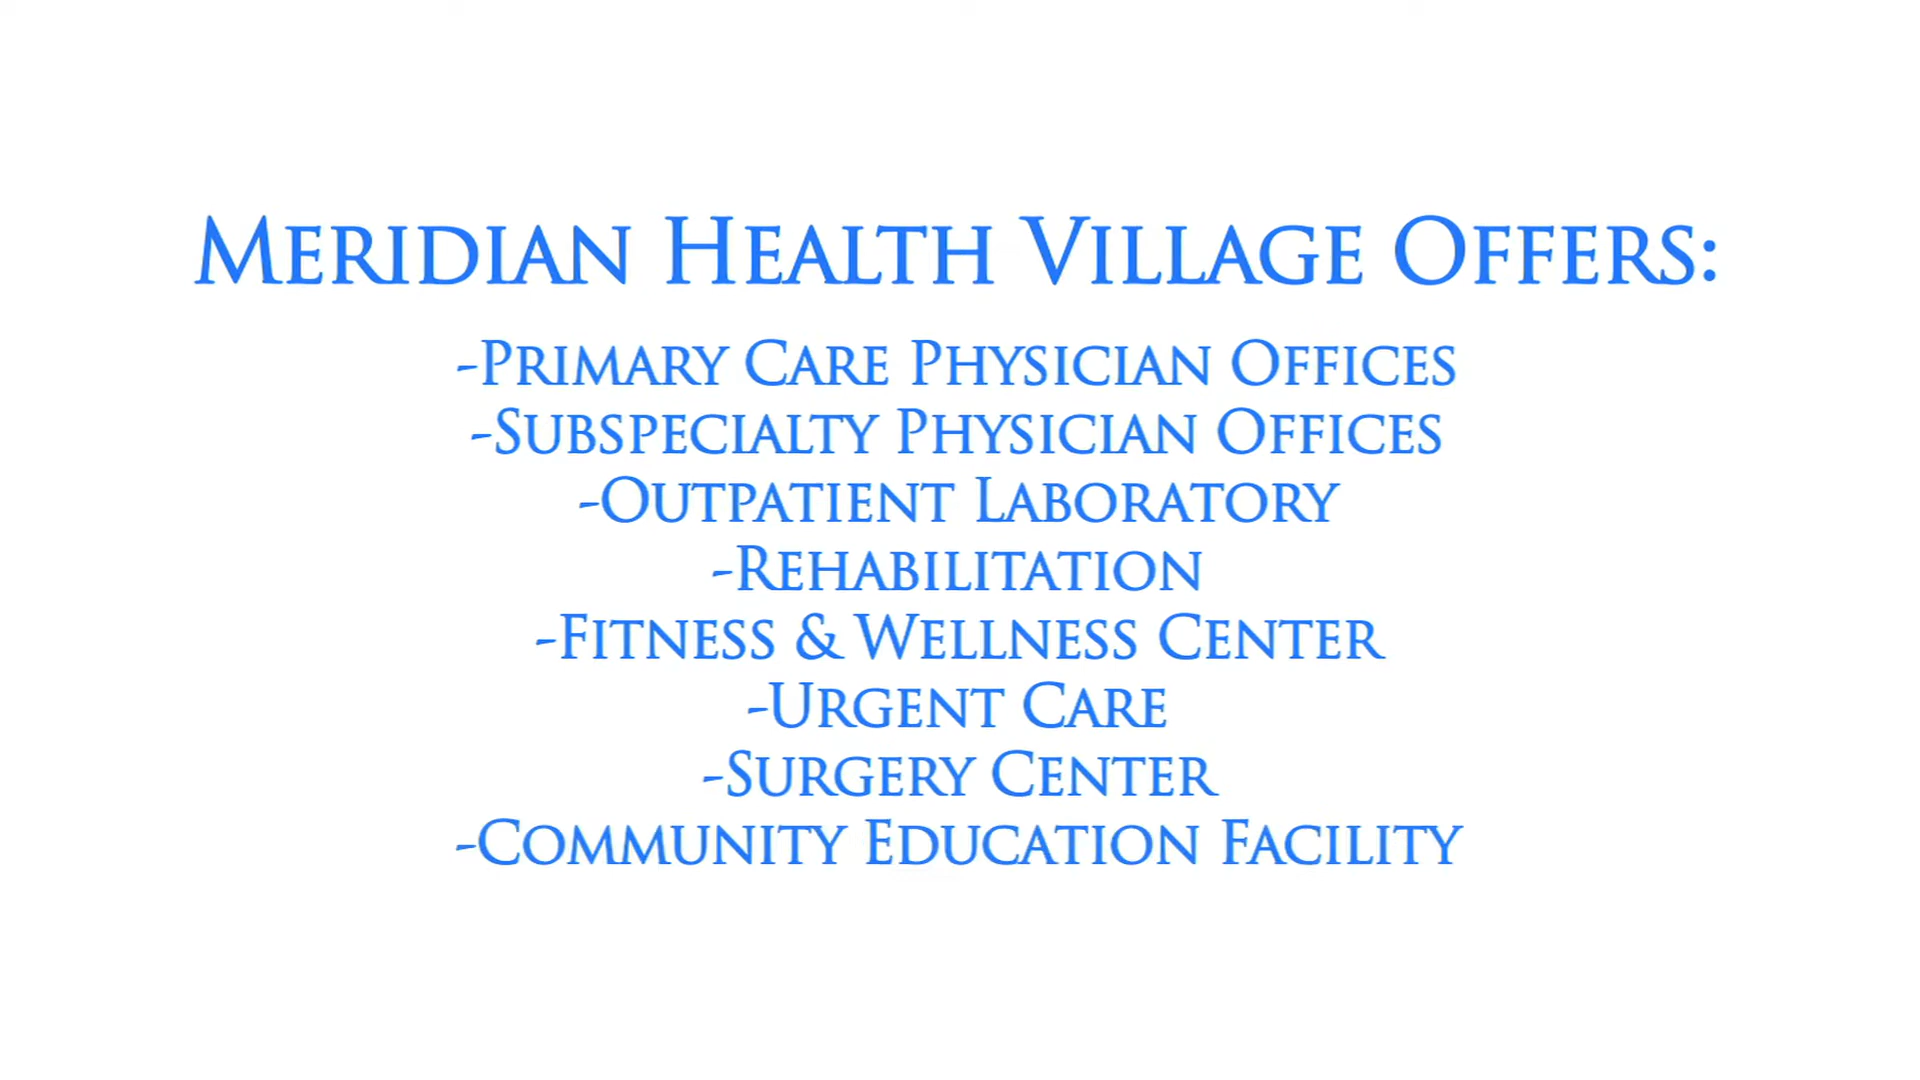 Meridian Health Village Offers:
-Primary Care Physician Offices
-Subspecialty Physician Offices
-Outpatient Laboratory
-Rehabilitation
-Fitness & Wellness Center
-Urgent Care
-Surgery Center
-Community Education Facility